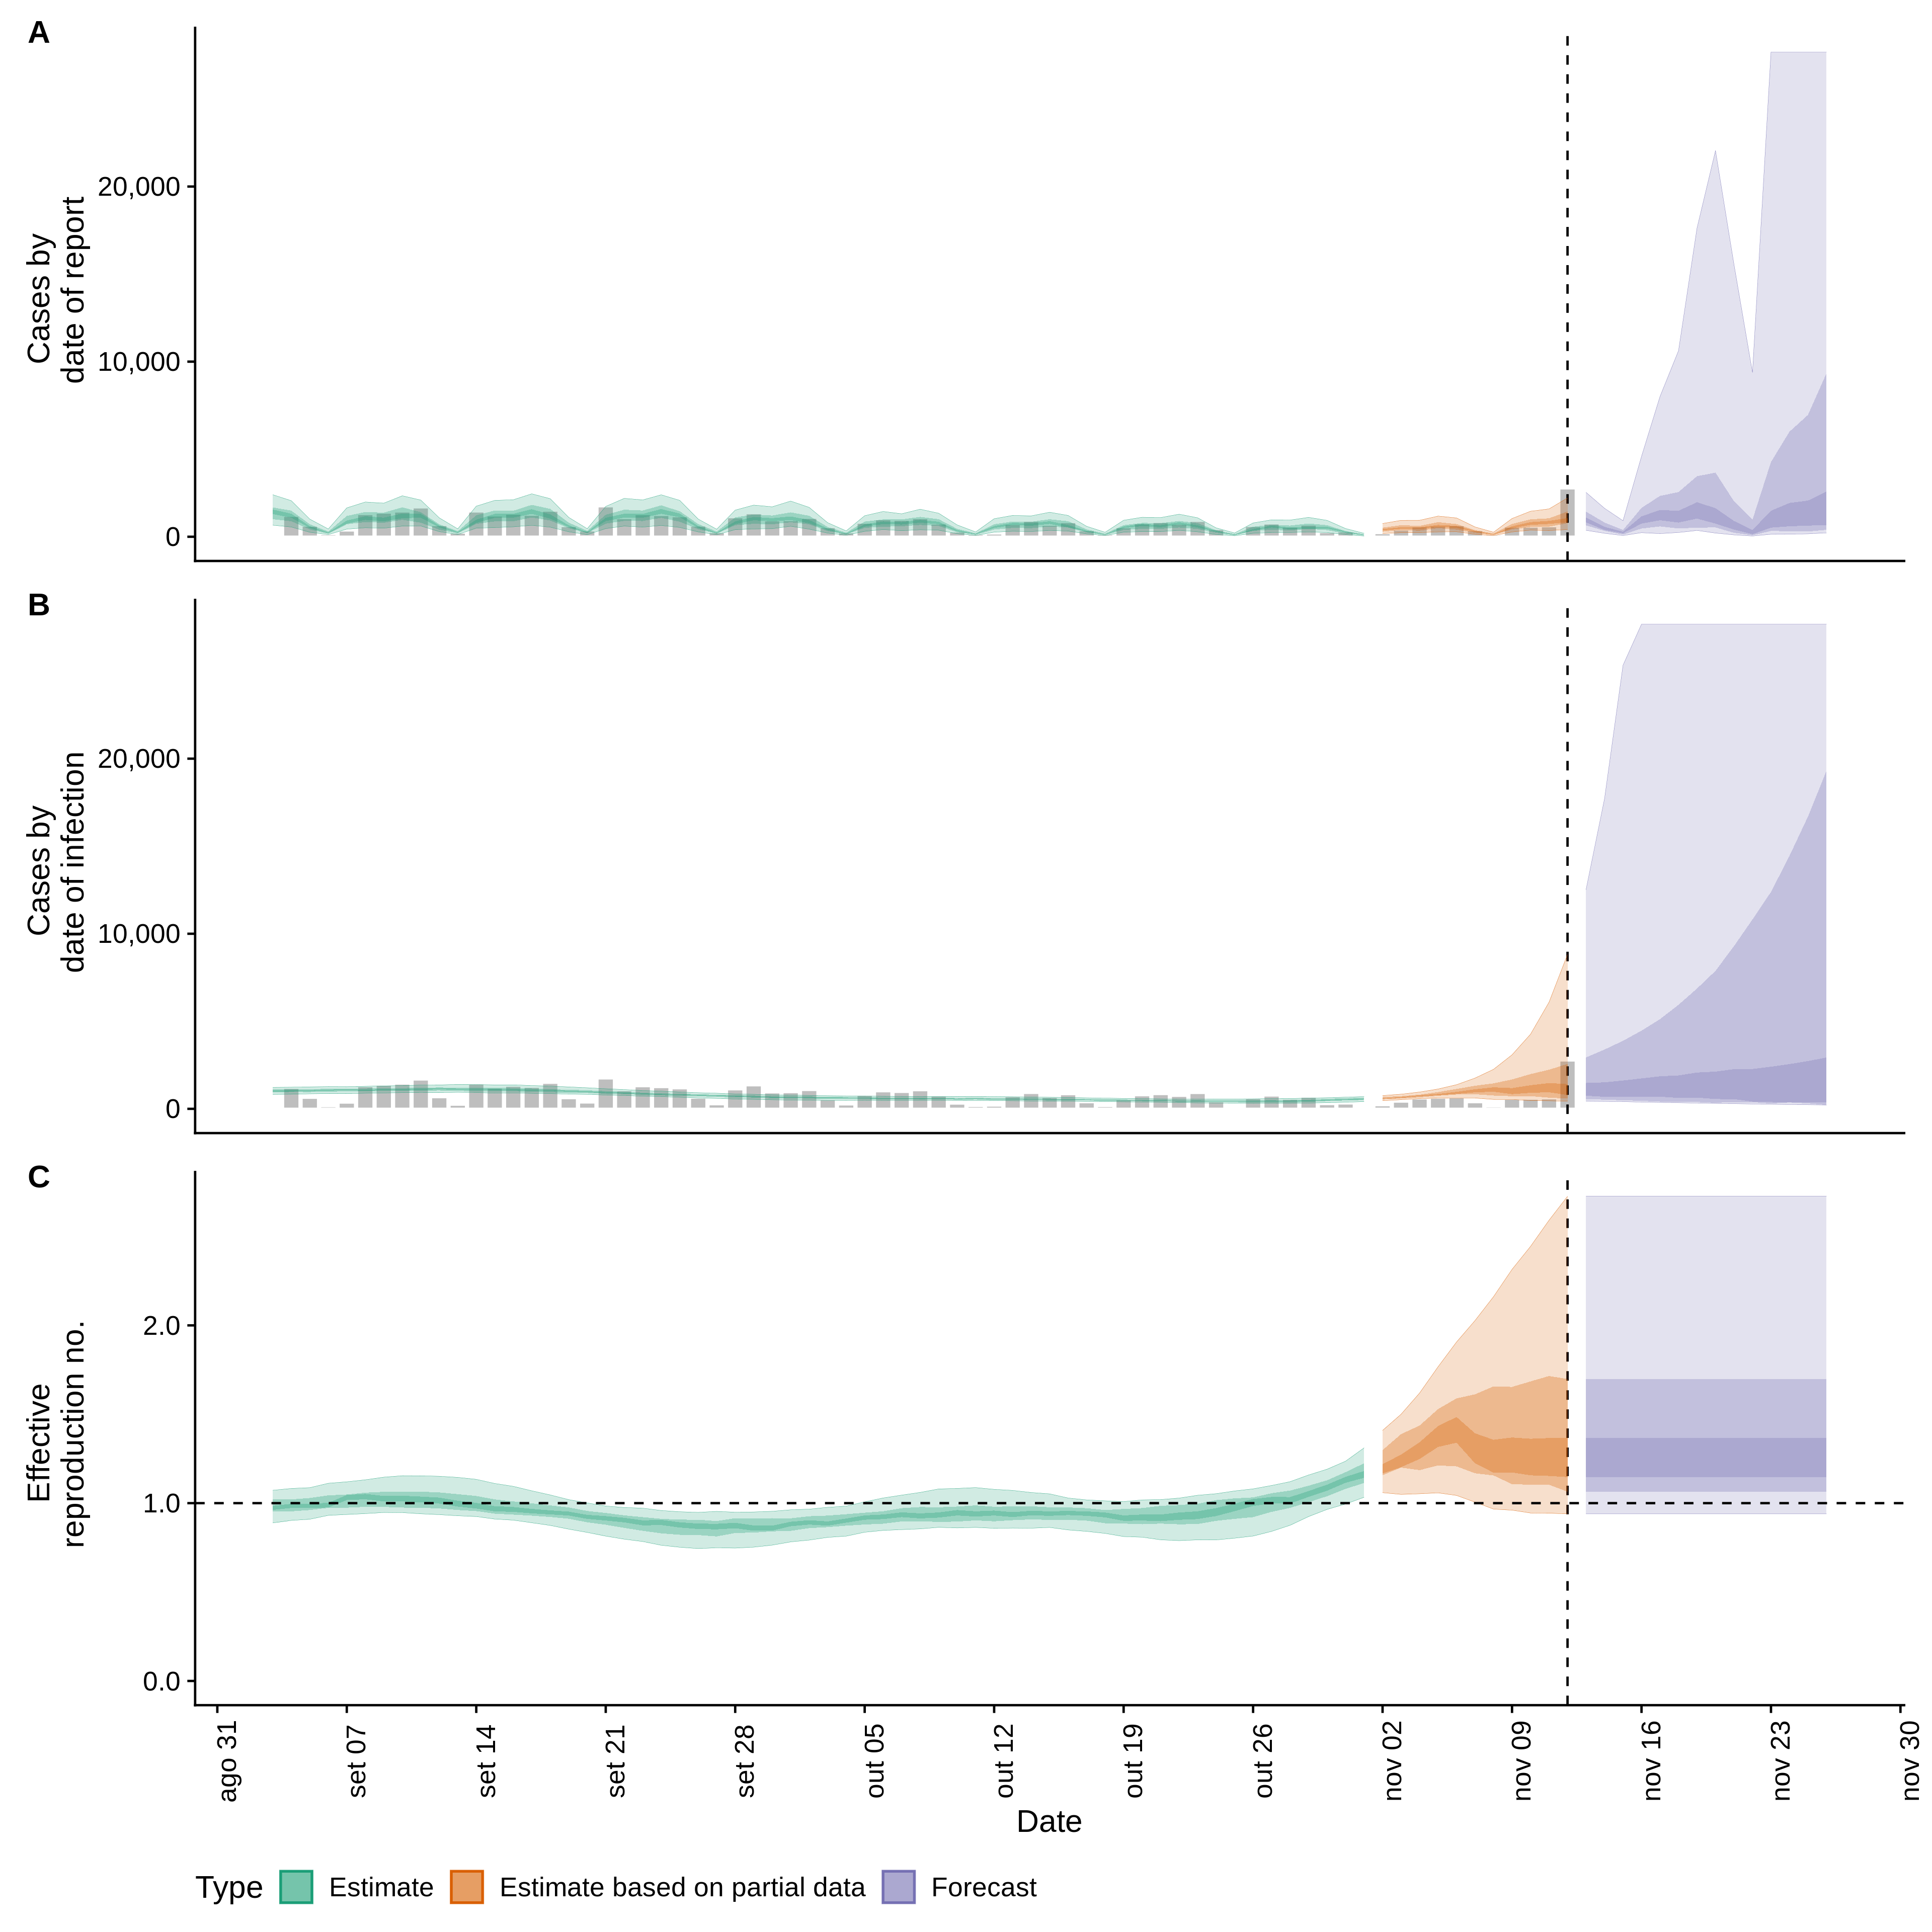 A
Cases by
date of report
20,000
10,000
0
B
Cases by
date of infection
20,000
10,000
0
C
Effective
reproduction no.
2.0
1.0
0.0
ago 31
set 07
set 14
set 21
set 28
out 05
out 12
out 19
out 26
nov 02
nov 09
nov 16
nov 23
nov 30
Date
Type Estimate Estimate based on partial data Forecast